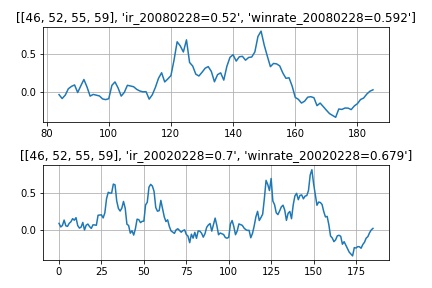 [[46, 52, 55, 59], 'ir_20080228=0.52', 'winrate_20080228=0.592']
0.5
0.0
80 100 120 140 160 180
[[46, 52, 55, 59], 'ir_20020228=0.7', 'winrate_20020228=0.679']
0.5
0.0
0 25 50 75 100 125 150 175